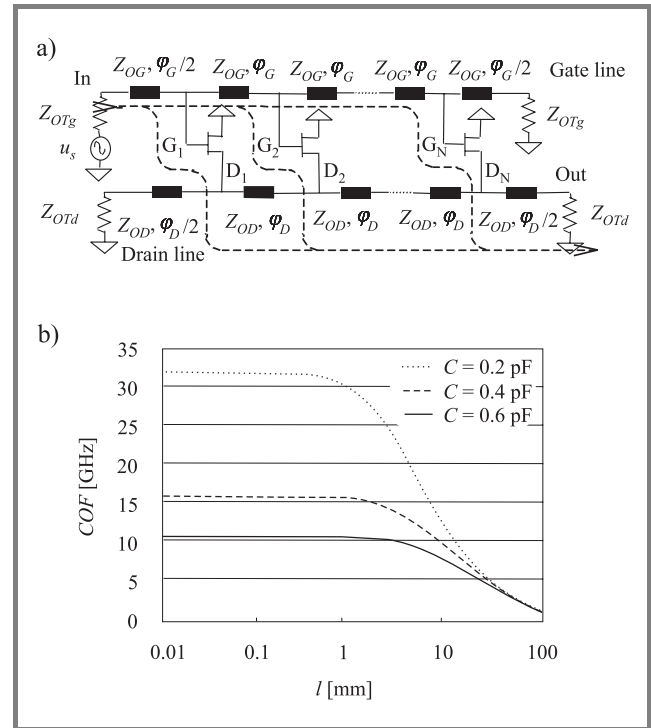 a)
In
Z_OG, φ_G/2 Z_OG, φ_G Z_OG, φ_G Z_OG, φ_G Z_OG, φ_G/2 Gate line
Z_OTg Z_OTg
u_s
G_1 G_2 G_N
D_1 D_2 D_N
Out
Z_OTd Z_OTd
Z_OD, φ_D/2 Z_OD, φ_D Z_OD, φ_D Z_OD, φ_D Z_OD, φ_D/2
Drain line
b)
COF [GHz]
35
30
25
20
15
10
5
0
C = 0.2 pF
C = 0.4 pF
C = 0.6 pF
0.01 0.1 1 10 100
l [mm]